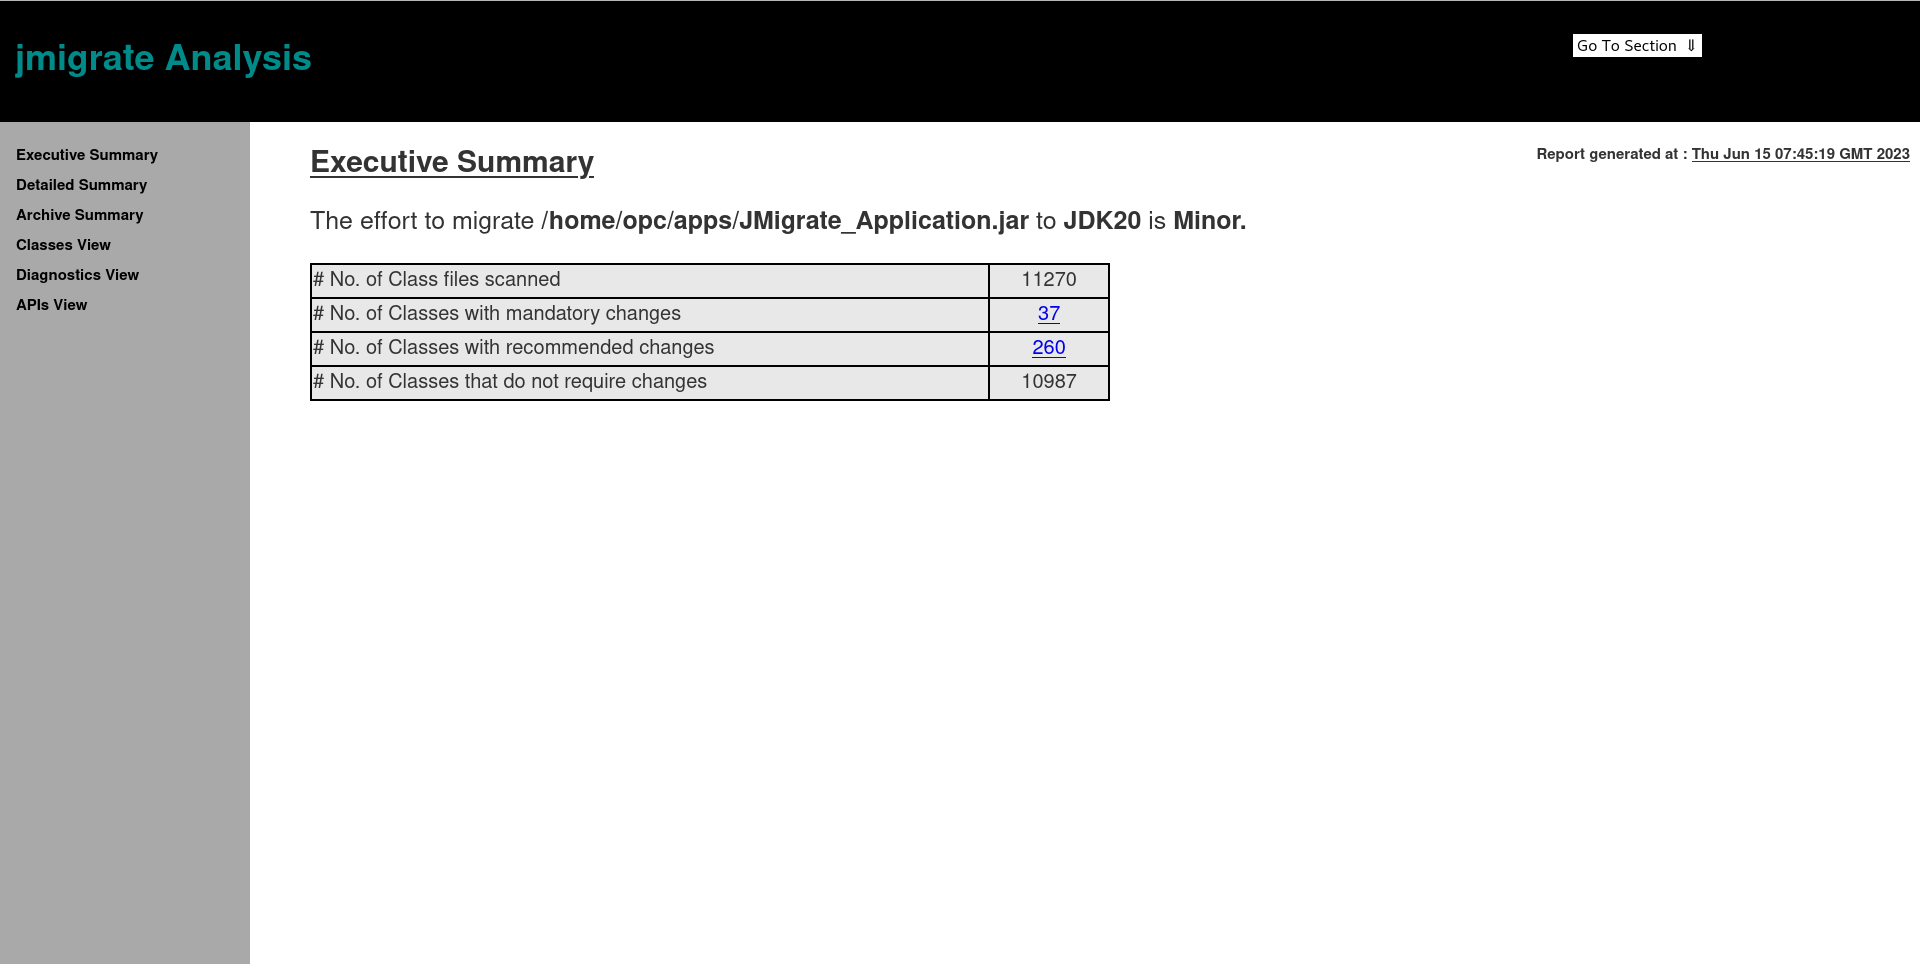 jmigrate Analysis
Go To Section ⇓
Executive Summary
Detailed Summary
Archive Summary
Classes View
Diagnostics View
APIs View
Executive Summary
Report generated at : Thu Jun 15 07:45:19 GMT 2023
The effort to migrate /home/opc/apps/JMigrate_Application.jar to JDK20 is Minor.
# No. of Class files scanned 11270
# No. of Classes with mandatory changes 37
# No. of Classes with recommended changes 260
# No. of Classes that do not require changes 10987